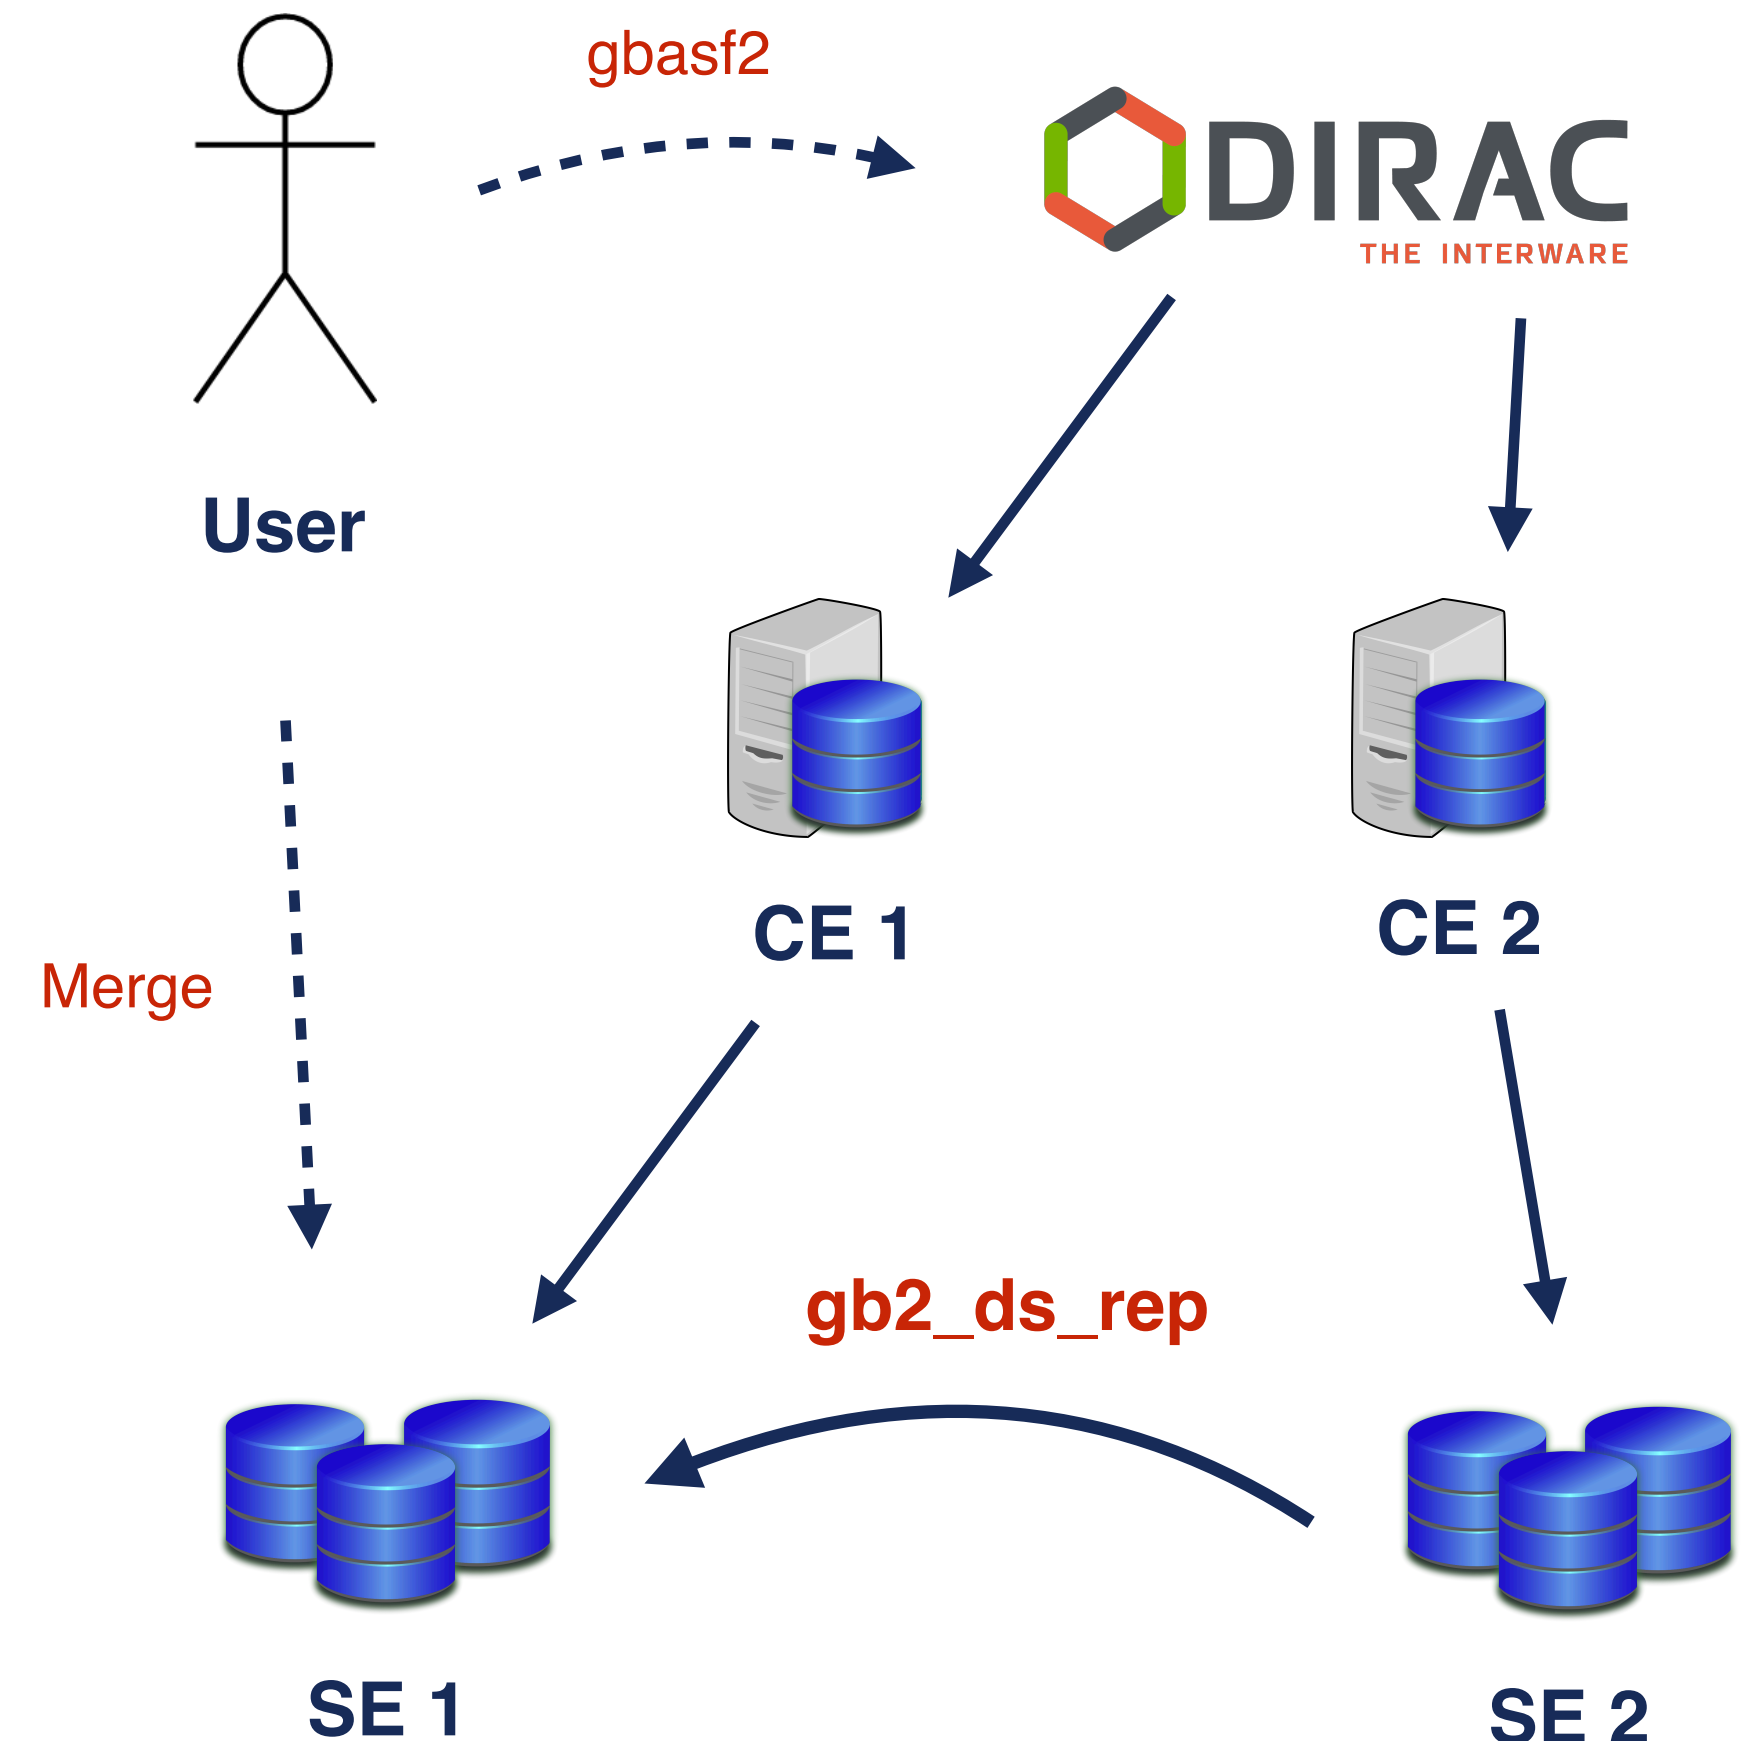 gbasf2
DIRAC
THE INTERWARE
User
CE 1
CE 2
Merge
gb2_ds_rep
SE 1
SE 2